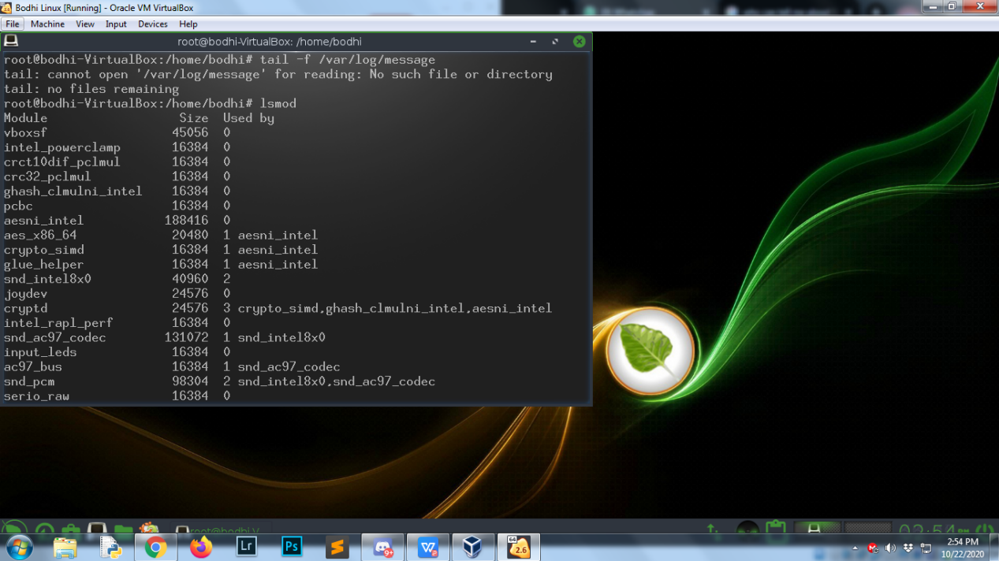 Bodhi Linux [Running] - Oracle VM VirtualBox
File Machine View Input Devices Help
root@bodhi-VirtualBox: /home/bodhi
root@bodhi-VirtualBox:/home/bodhi# tail -f /var/log/message
tail: cannot open '/var/log/message' for reading: No such file or directory
tail: no files remaining
root@bodhi-VirtualBox:/home/bodhi# lsmod
Module Size Used by
vboxsf 45056 0
intel_powerclamp 16384 0
crct10dif_pclmul 16384 0
crc32_pclmul 16384 0
ghash_clmulni_intel 16384 0
pcbc 16384 0
aesni_intel 188416 0
aes_x86_64 20480 1 aesni_intel
crypto_simd 16384 1 aesni_intel
glue_helper 16384 1 aesni_intel
snd_intel8x0 40960 2
joydev 24576 0
cryptd 24576 3 crypto_simd,ghash_clmulni_intel,aesni_intel
intel_rapl_perf 16384 0
snd_ac97_codec 131072 1 snd_intel8x0
input_leds 16384 0
ac97_bus 16384 1 snd_ac97_codec
snd_pcm 98304 2 snd_intel8x0,snd_ac97_codec
serio_raw 16384 0
root@bodhi-V
02:54 PM
Lr
Ps
9+
W
64
2.6
2:54 PM
10/22/2020